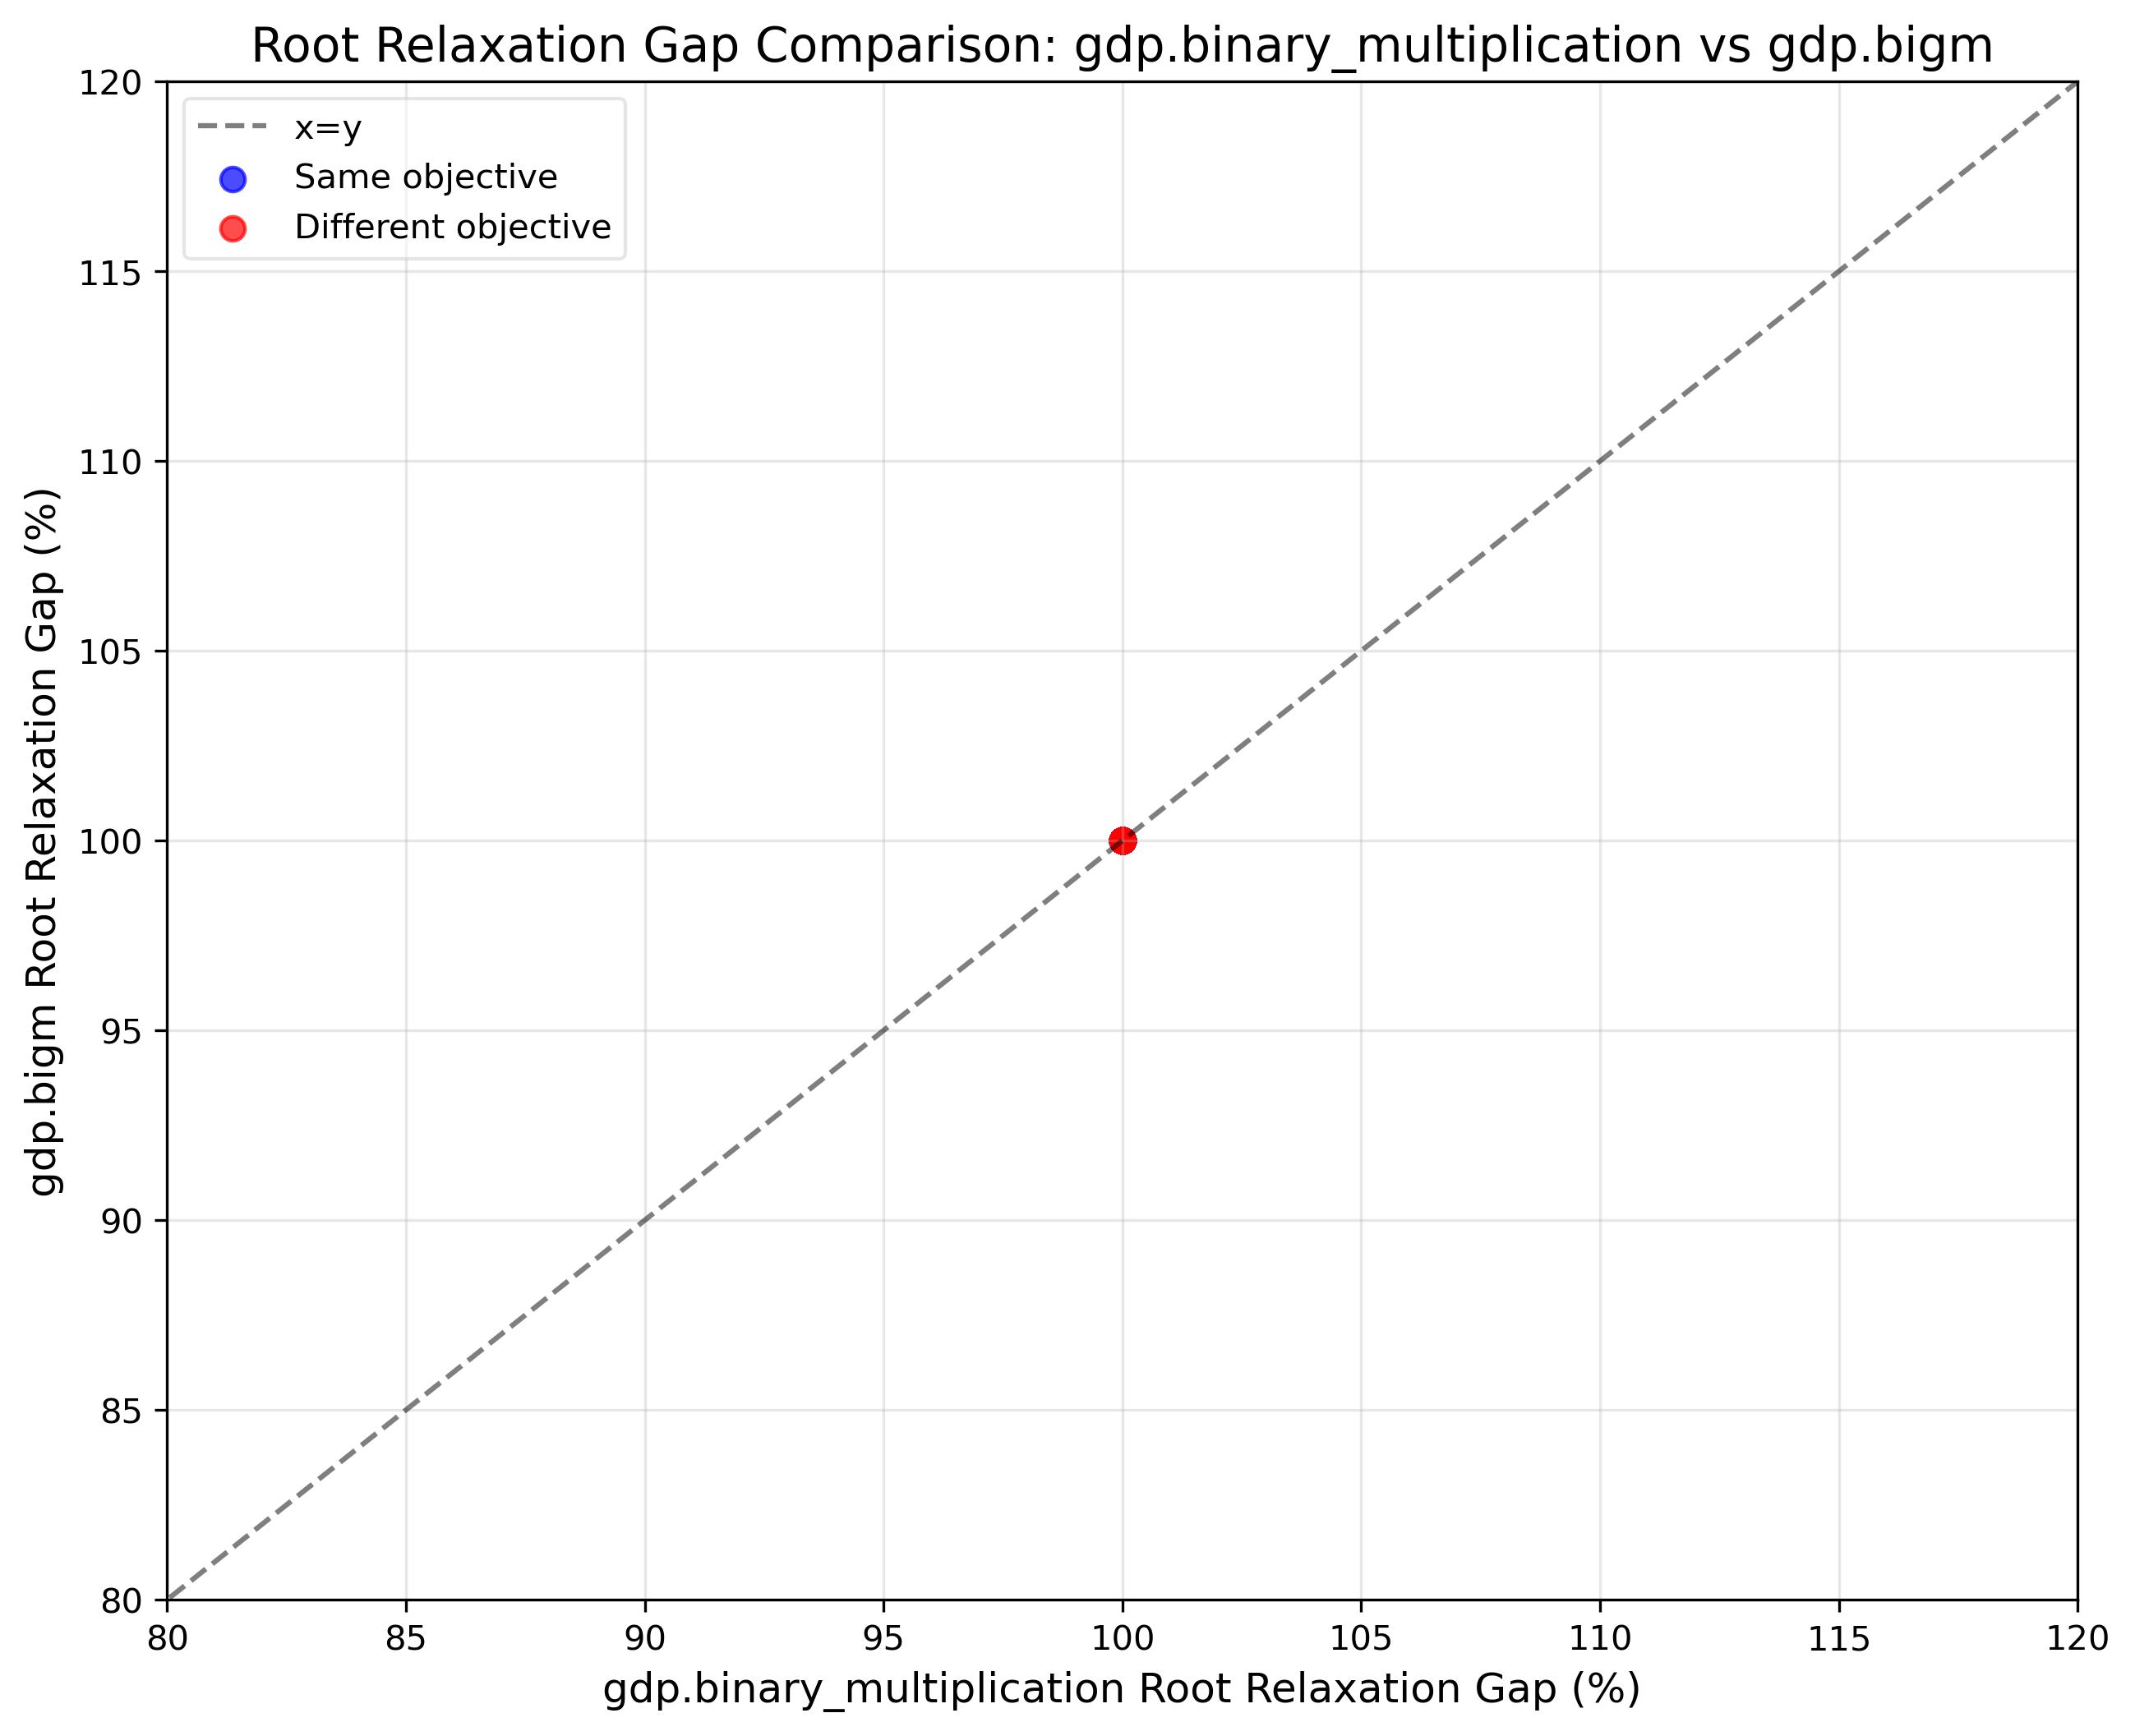 Root Relaxation Gap Comparison: gdp.binary_multiplication vs gdp.bigm
x=y
Same objective
Different objective
gdp.bigm Root Relaxation Gap (%)
120
115
110
105
100
95
90
85
80
80 85 90 95 100 105 110 115 120
gdp.binary_multiplication Root Relaxation Gap (%)